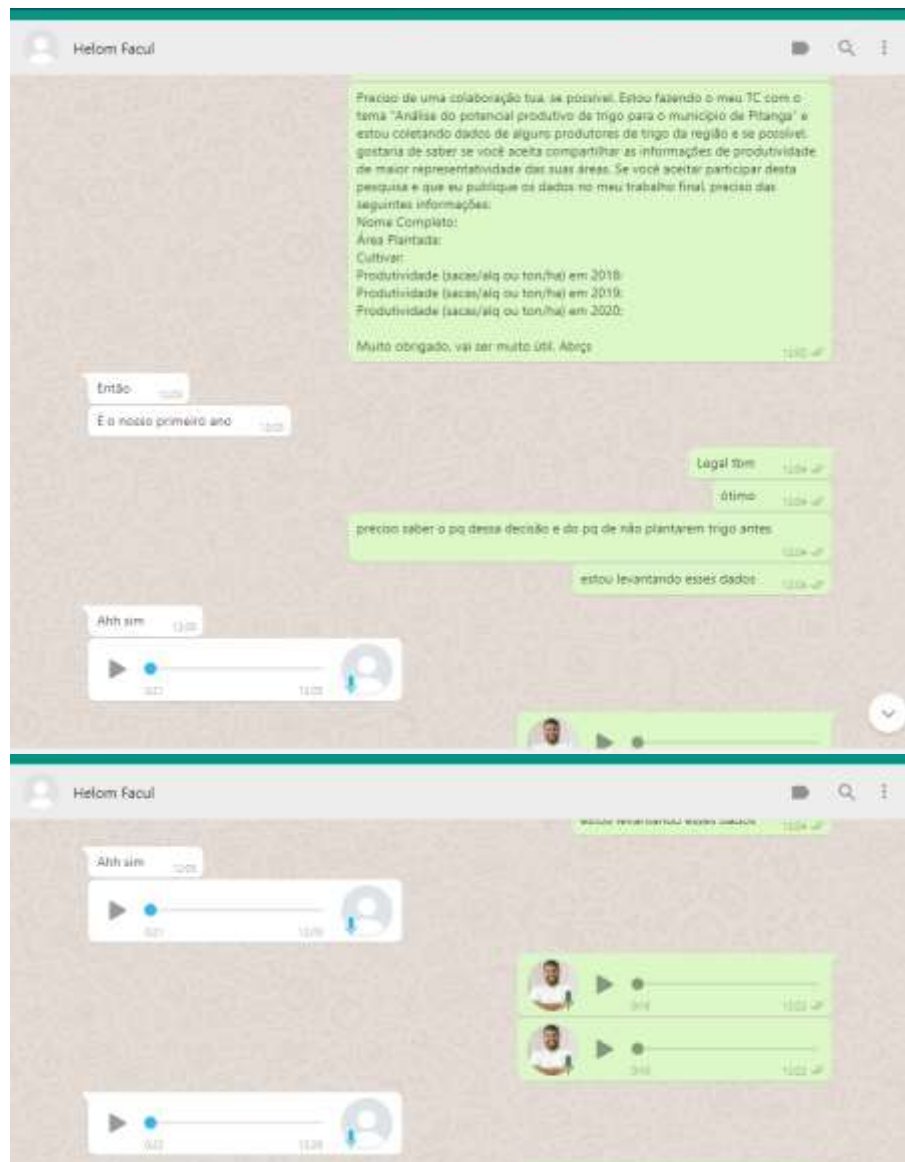 Helom Facul
Preciso de uma colaboração tua, se possível. Estou fazendo o meu TC com o
tema "Análise do potencial produtivo de trigo para o município de Pitanga" e
estou coletando dados de alguns produtores de trigo da região e se possível,
gostaria de saber se você aceita compartilhar as informações de produtividade
de maior representatividade das suas áreas. Se você aceitar participar desta
pesquisa e que eu publique os dados no meu trabalho final, preciso das
seguintes informações:
Nome Completo:
Área Plantada:
Cultivar:
Produtividade (sacas/alq ou ton/ha) em 2018:
Produtividade (sacas/alq ou ton/ha) em 2019:
Produtividade (sacas/alq ou ton/ha) em 2020:
Muito obrigado, vai ser muito útil. Abrçs
Então
É o nosso primeiro ano
Legal tbm
ótimo
preciso saber o pq dessa decisão e do pq de não plantarem trigo antes
estou levantando esses dados
Ahh sim
Helom Facul
estou levantando esses dados
Ahh sim